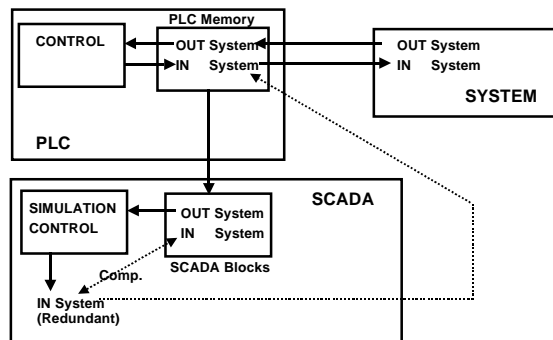 PLC Memory
CONTROL
OUT System
IN System
OUT System
IN System
SYSTEM
PLC
SIMULATION
CONTROL
OUT System
IN System
SCADA
Comp.
SCADA Blocks
IN System
(Redundant)